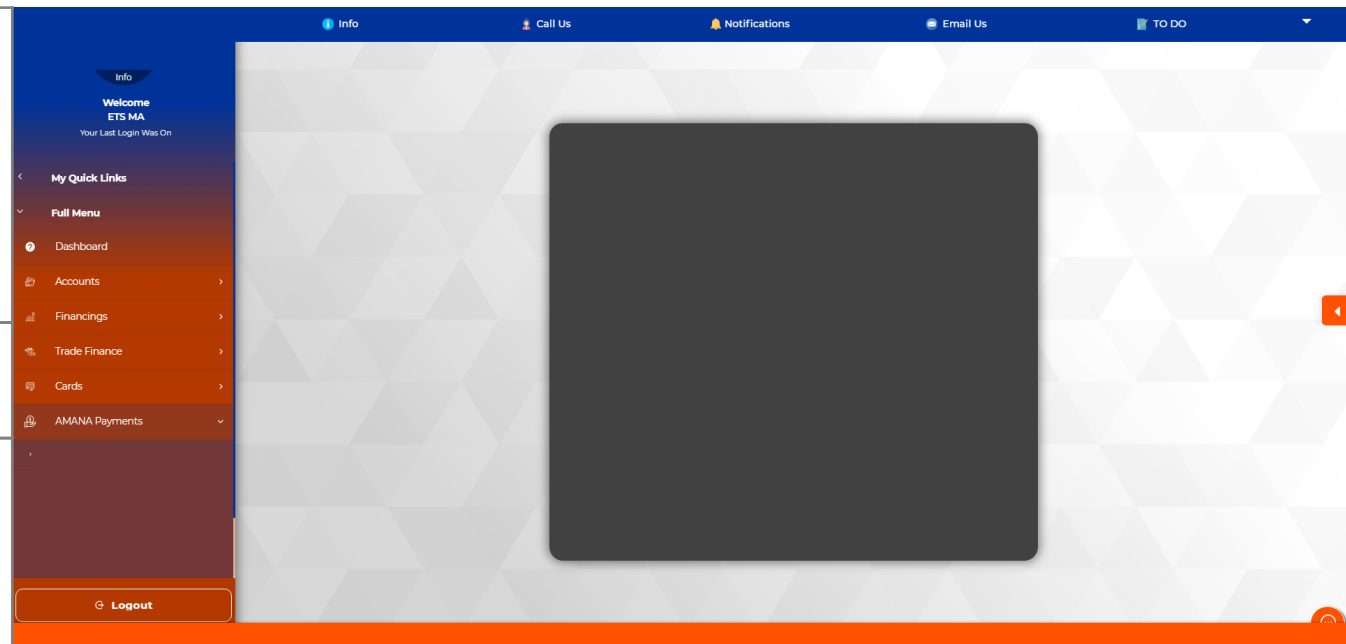 Info
Call Us
Notifications
Email Us
TO DO
Info
Welcome
ETS MA
Your Last Login Was On
My Quick Links
Full Menu
Dashboard
Accounts
Financings
Trade Finance
Cards
AMANA Payments
Logout